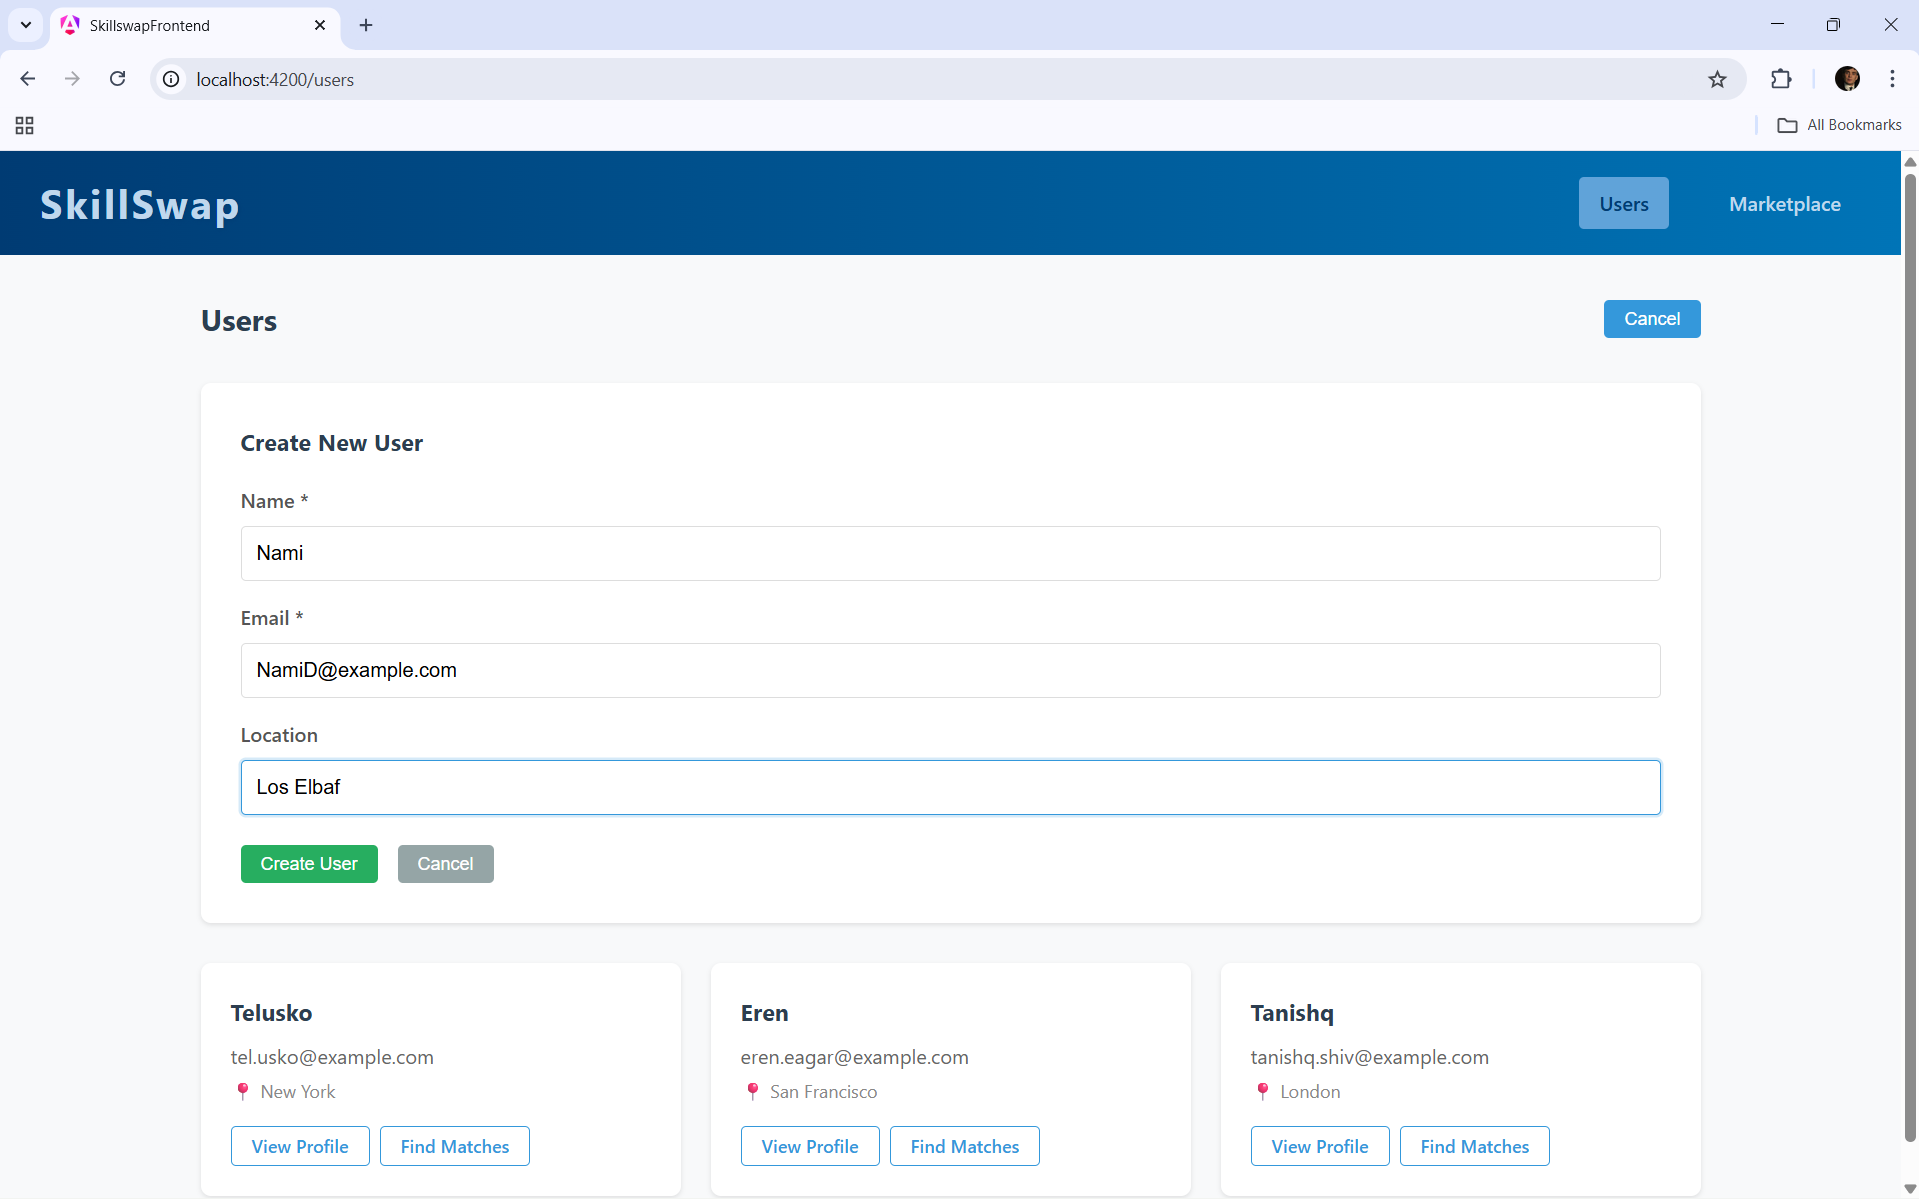 SkillswapFrontend
localhost:4200/users
All Bookmarks
SkillSwap
Users
Marketplace
Users
Cancel
Create New User
Name *
Nami
Email *
NamiD@example.com
Location
Los Elbaf
Create User
Cancel
Telusko
tel.usko@example.com
New York
View Profile
Find Matches
Eren
eren.eagar@example.com
San Francisco
View Profile
Find Matches
Tanishq
tanishq.shiv@example.com
London
View Profile
Find Matches